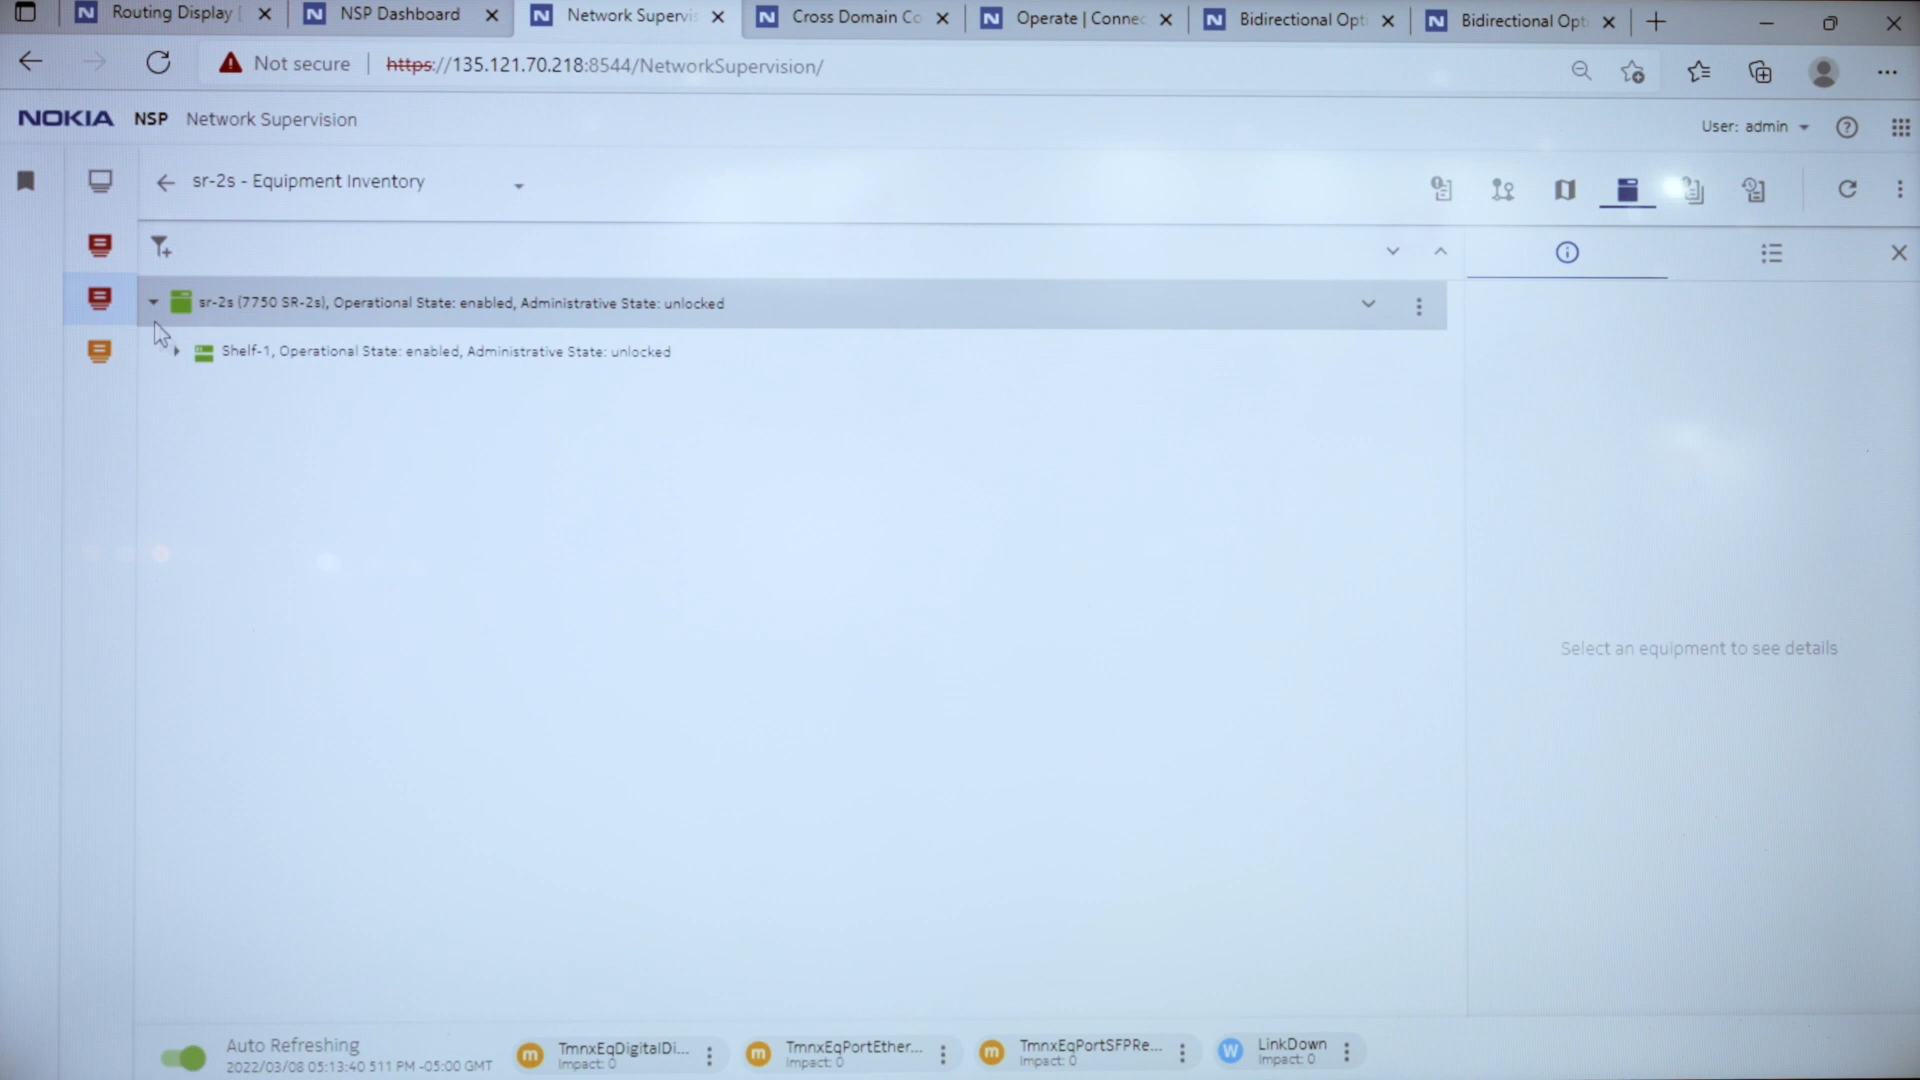 Routing Display
NSP Dashboard
Network Supervis
Cross Domain Co
Operate | Connec
Bidirectional Opti
Bidirectional Opt
Not secure
https://135.121.70.218:8544/NetworkSupervision/
NOKIA NSP Network Supervision
User: admin
sr-2s - Equipment Inventory
sr-2s (7750 SR-2s), Operational State: enabled, Administrative State: unlocked
Shelf-1, Operational State: enabled, Administrative State: unlocked
Select an equipment to see details
Auto Refreshing
2022/03/08 05:13:40 511 PM -05:00 GMT
m TmnxEqDigitalDi...
Impact: 0
m TmnxEqPortEther...
Impact: 0
m TmnxEqPortSFPRe...
Impact: 0
W LinkDown
Impact: 0